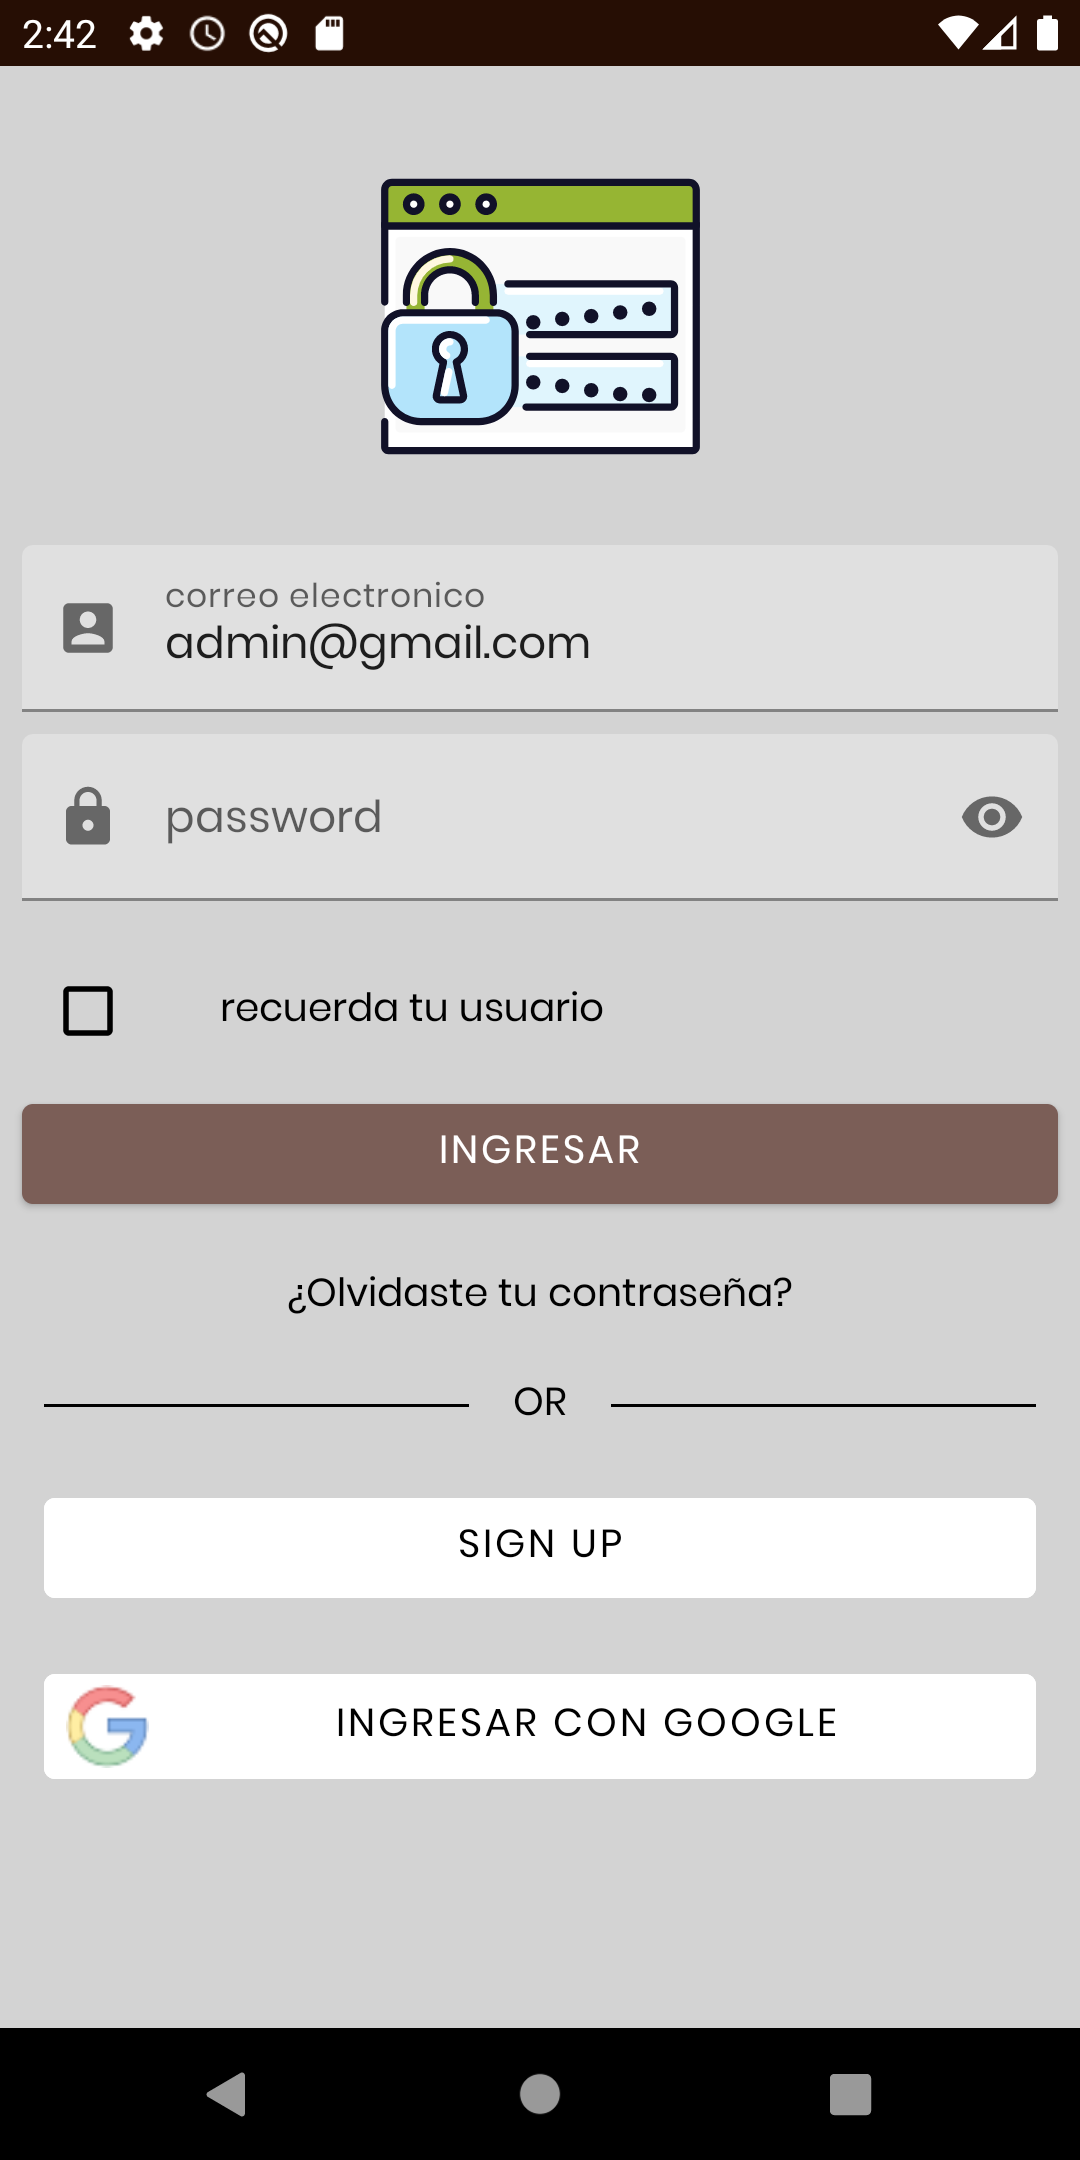 2:42
correo electronico
admin@gmail.com
password
recuerda tu usuario
INGRESAR
¿Olvidaste tu contraseña?
OR
SIGN UP
INGRESAR CON GOOGLE